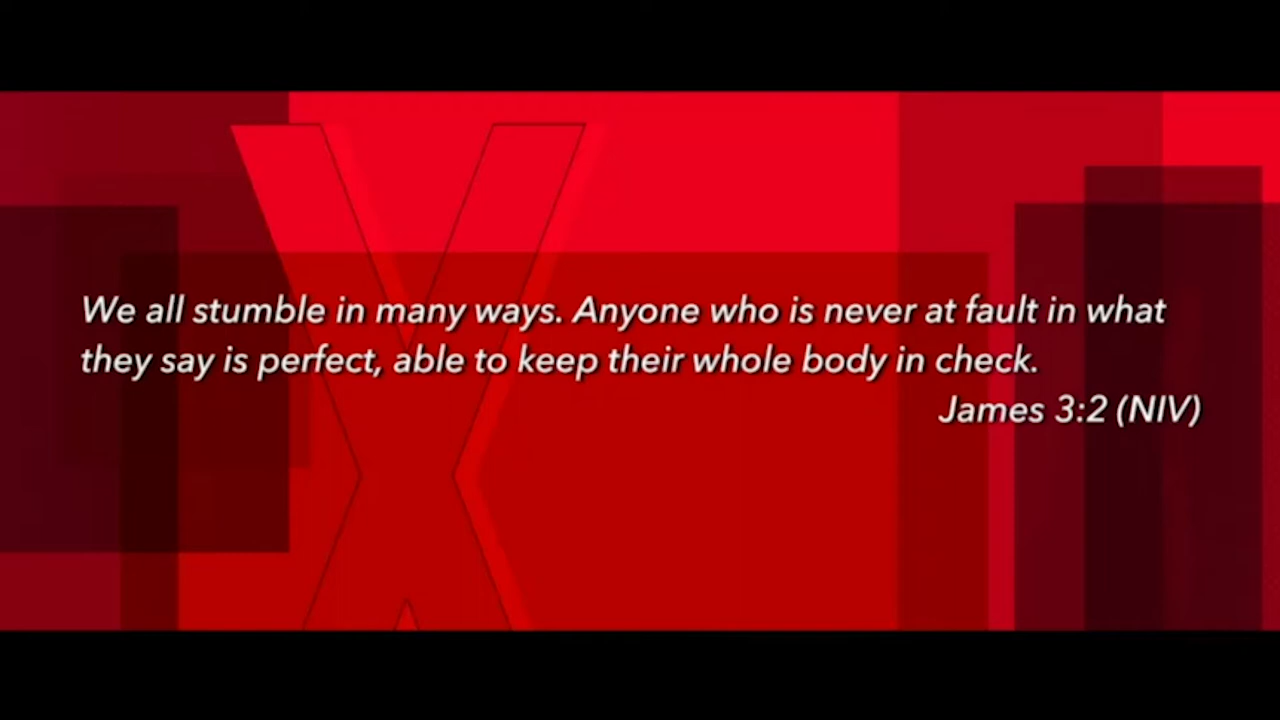 We all stumble in many ways. Anyone who is never at fault in what
they say is perfect, able to keep their whole body in check.
James 3:2 (NIV)